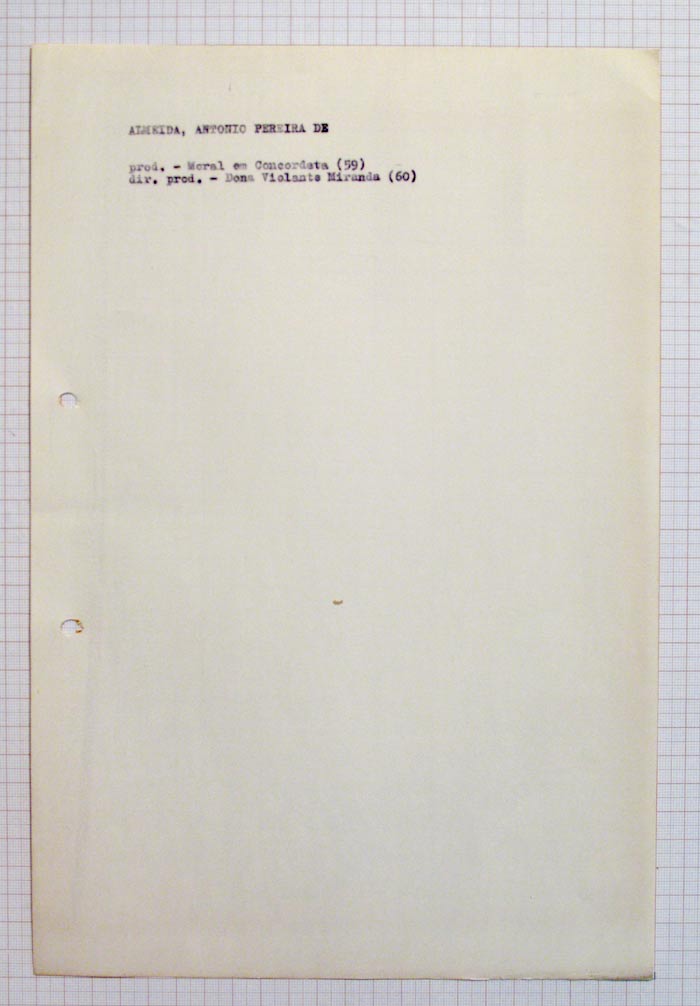 ALMEIDA, ANTONIO PEREIRA DE
prod. - Moral em Concordata (59)
dir. prod. - Dona Violante Miranda (60)